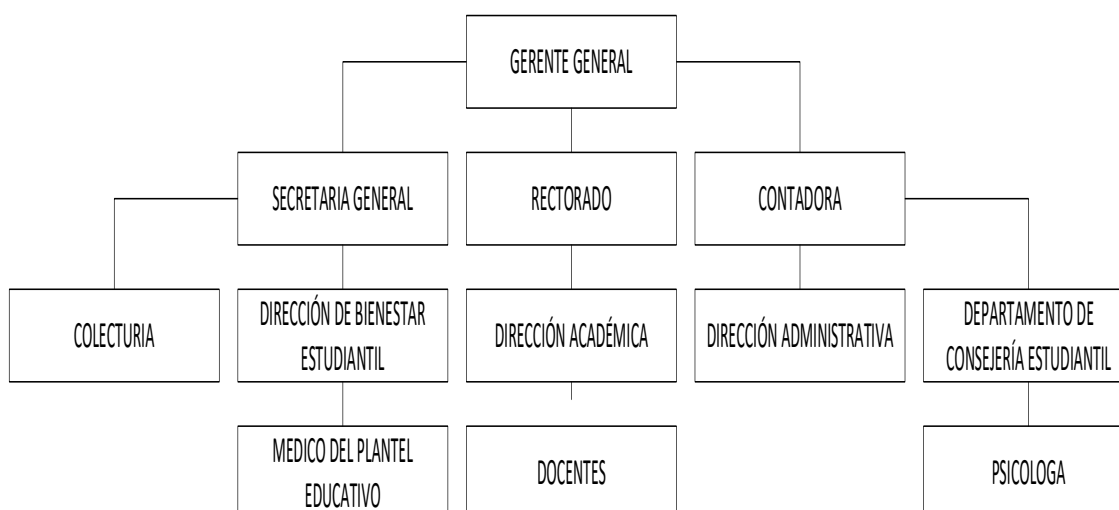 GERENTE GENERAL
SECRETARIA GENERAL
RECTORADO
CONTADORA
COLECTURIA
DIRECCIÓN DE BIENESTAR
ESTUDIANTIL
DIRECCIÓN ACADÉMICA
DIRECCIÓN ADMINISTRATIVA
DEPARTAMENTO DE
CONSEJERÍA ESTUDIANTIL
MEDICO DEL PLANTEL
EDUCATIVO
DOCENTES
PSICOLOGA